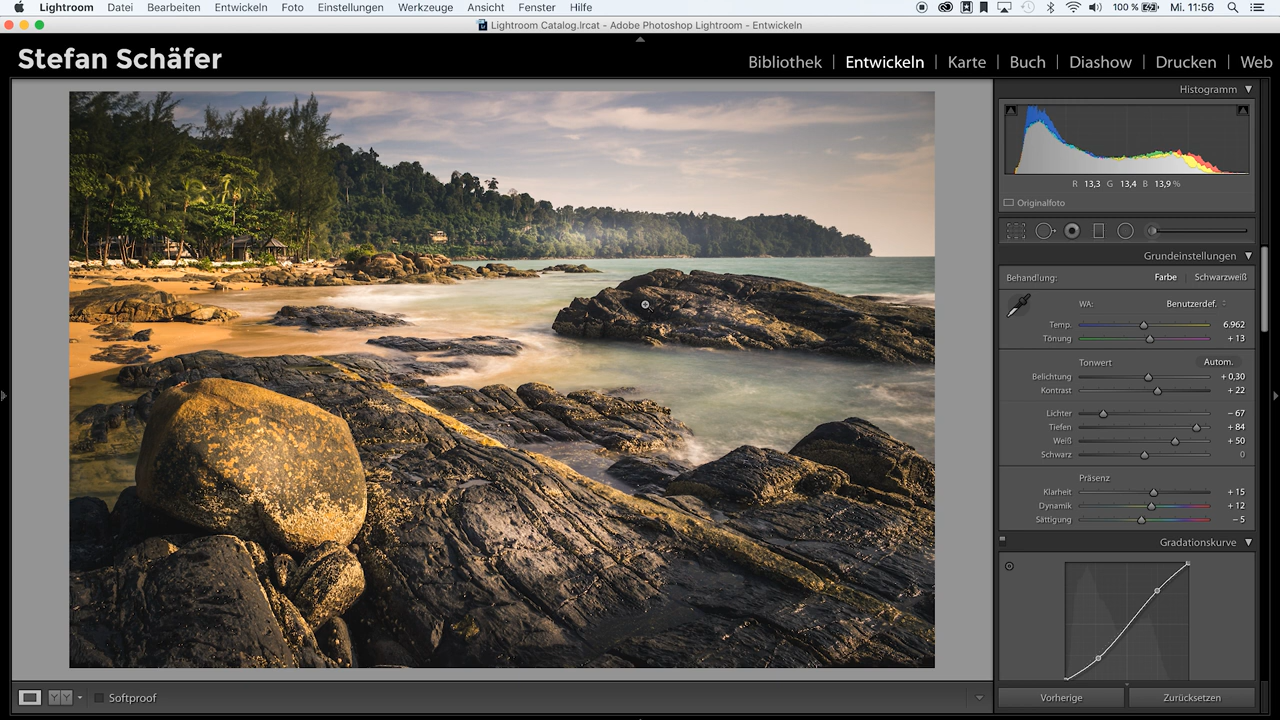 Lightroom Datei Bearbeiten Entwickeln Foto Einstellungen Werkzeuge Ansicht Fenster Hilfe 100 % Mi. 11:56
Lightroom Catalog.lrcat - Adobe Photoshop Lightroom - Entwickeln
Stefan Schäfer
Bibliothek | Entwickeln | Karte | Buch | Diashow | Drucken | Web
Histogramm
R 13,3 G 13,4 B 13,9 %
Originalfoto
Grundeinstellungen
Behandlung: Farbe | Schwarzweiß
WA: Benutzerdef.
Temp. 6.962
Tönung + 13
Tonwert Autom.
Belichtung + 0,30
Kontrast + 22
Lichter − 67
Tiefen + 84
Weiß + 50
Schwarz 0
Präsenz
Klarheit + 15
Dynamik + 12
Sättigung − 5
Gradationskurve
Y Y Softproof
Vorherige Zurücksetzen